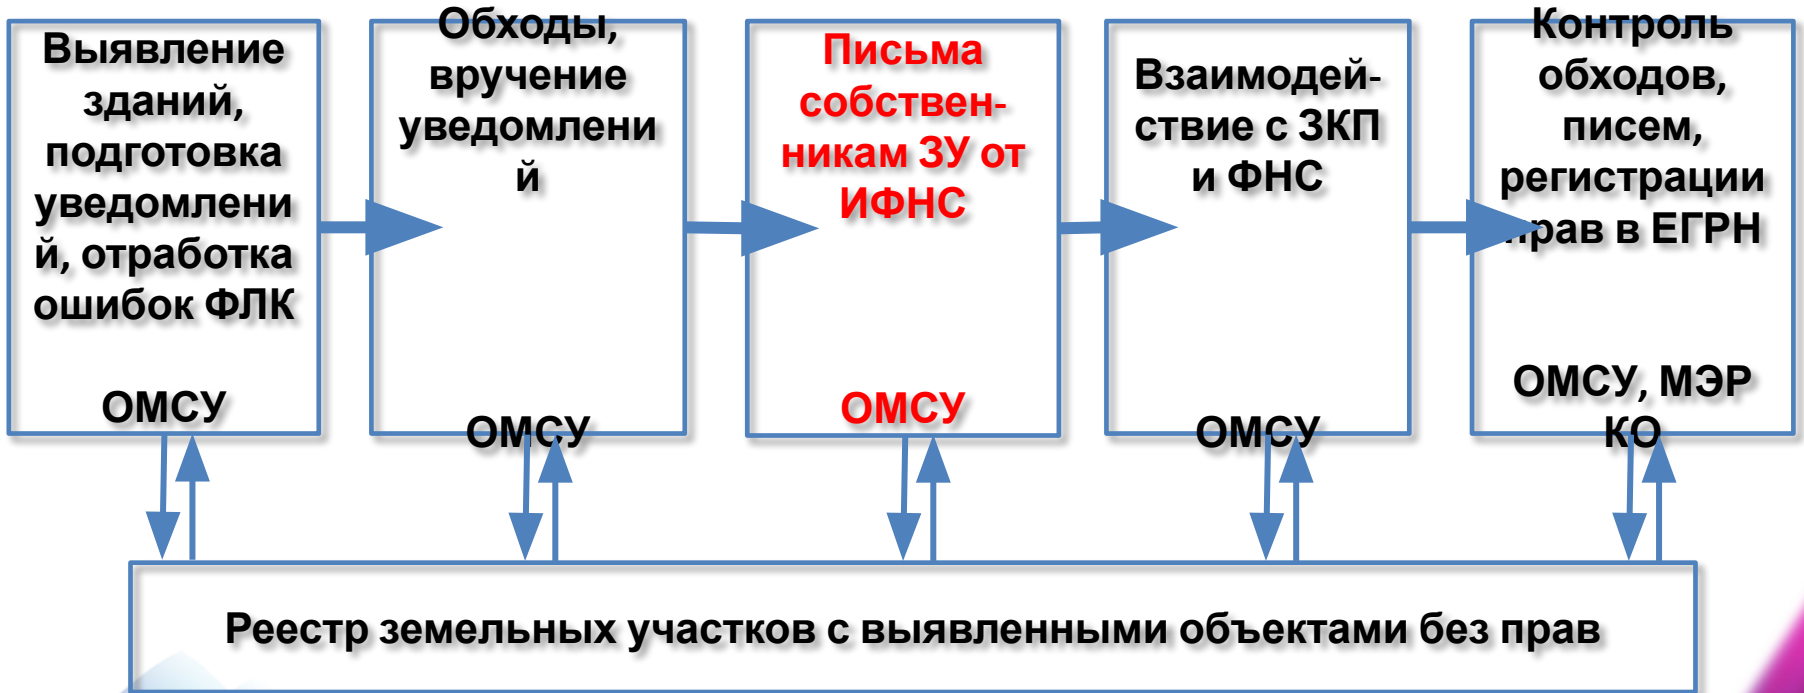 Выявление
зданий,
подготовка
уведомлени
й, отработка
ошибок ФЛК
ОМСУ
Обходы,
вручение
уведомлени
й
ОМСУ
Письма
собствен-
никам ЗУ от
ИФНС
ОМСУ
Взаимодей-
ствие с ЗКП
и ФНС
ОМСУ
Контроль
обходов,
писем,
регистрации
прав в ЕГРН
ОМСУ, МЭР
КО
Реестр земельных участков с выявленными объектами без прав